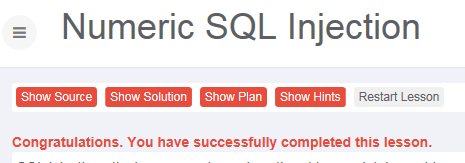 Numeric SQL Injection
Show Source Show Solution Show Plan Show Hints Restart Lesson
Congratulations. You have successfully completed this lesson.